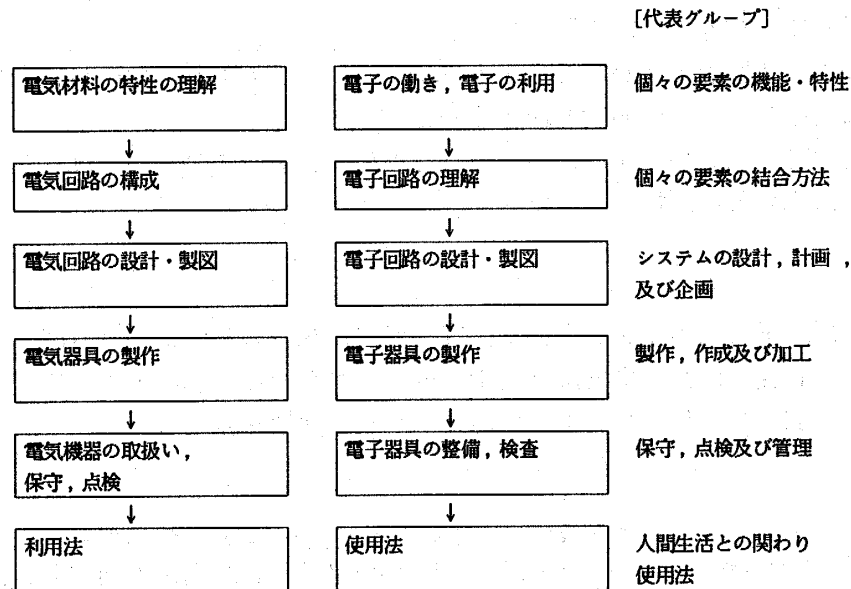 [代表グループ]
電気材料の特性の理解
電子の働き，電子の利用
個々の要素の機能・特性
↓
↓
電気回路の構成
電子回路の理解
個々の要素の結合方法
↓
↓
電気回路の設計・製図
電子回路の設計・製図
システムの設計，計画，
及び企画
↓
↓
電気器具の製作
電子器具の製作
製作，作成及び加工
↓
↓
電気機器の取扱い，
保守，点検
電子器具の整備，検査
保守，点検及び管理
↓
↓
利用法
使用法
人間生活との関わり
使用法